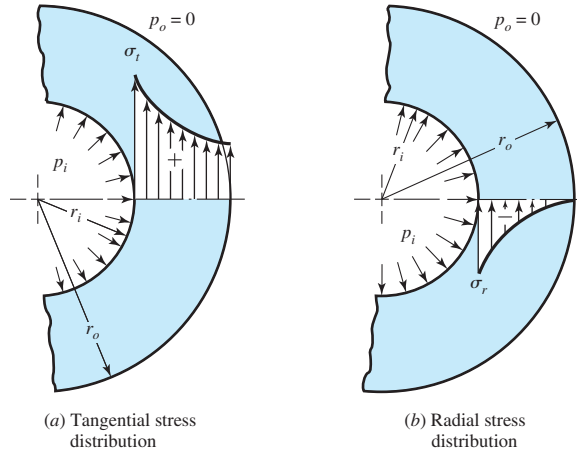 p_o = 0
σ_t
+
p_i
r_i
r_o
(a) Tangential stress
distribution
p_o = 0
r_i
r_o
−
p_i
σ_r
(b) Radial stress
distribution